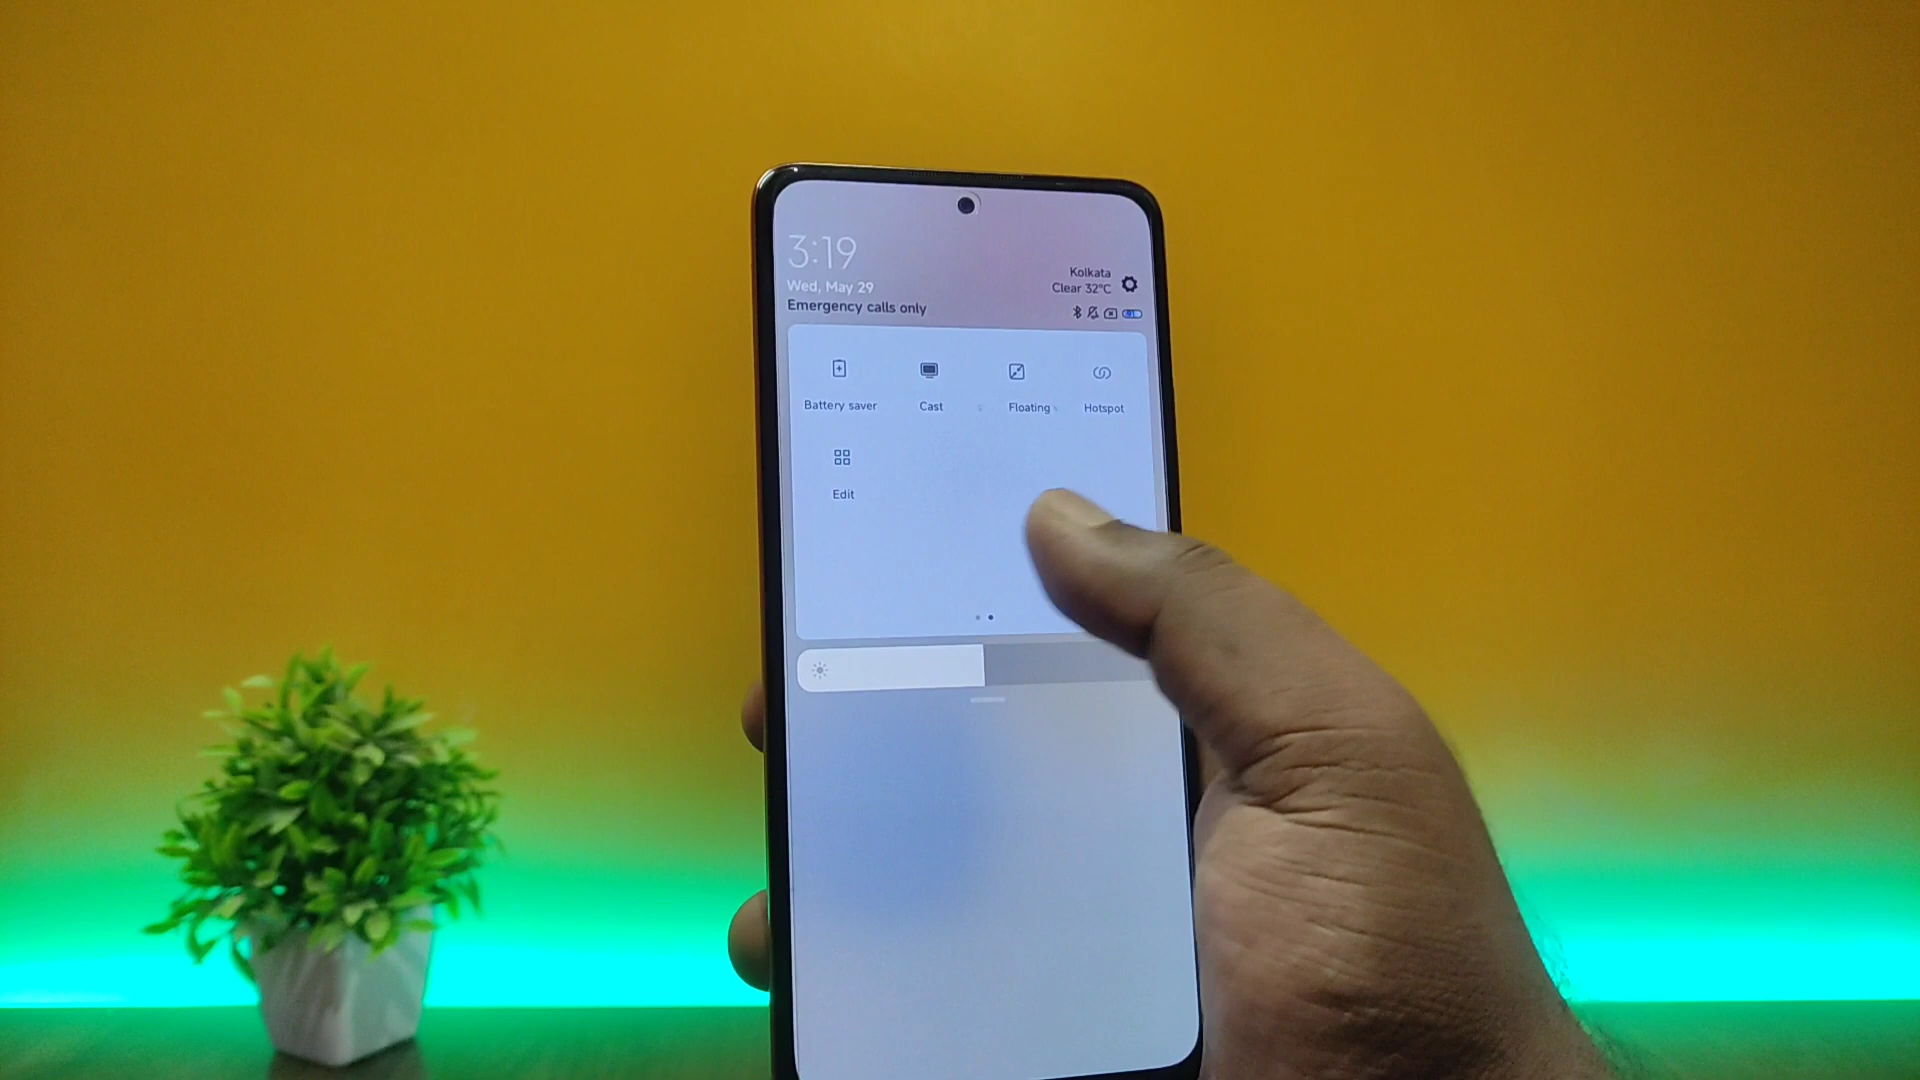 3:19
Wed, May 29
Emergency calls only
Kolkata
Clear 32°C
Battery saver
Cast
Floating
Hotspot
Edit